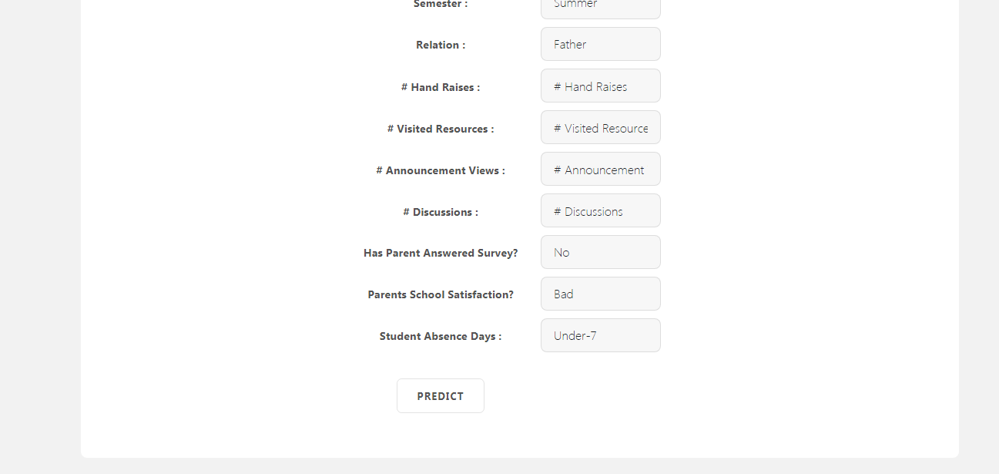 Semester : Summer
Relation : Father
# Hand Raises : # Hand Raises
# Visited Resources : # Visited Resource
# Announcement Views : # Announcement
# Discussions : # Discussions
Has Parent Answered Survey? No
Parents School Satisfaction? Bad
Student Absence Days : Under-7
PREDICT